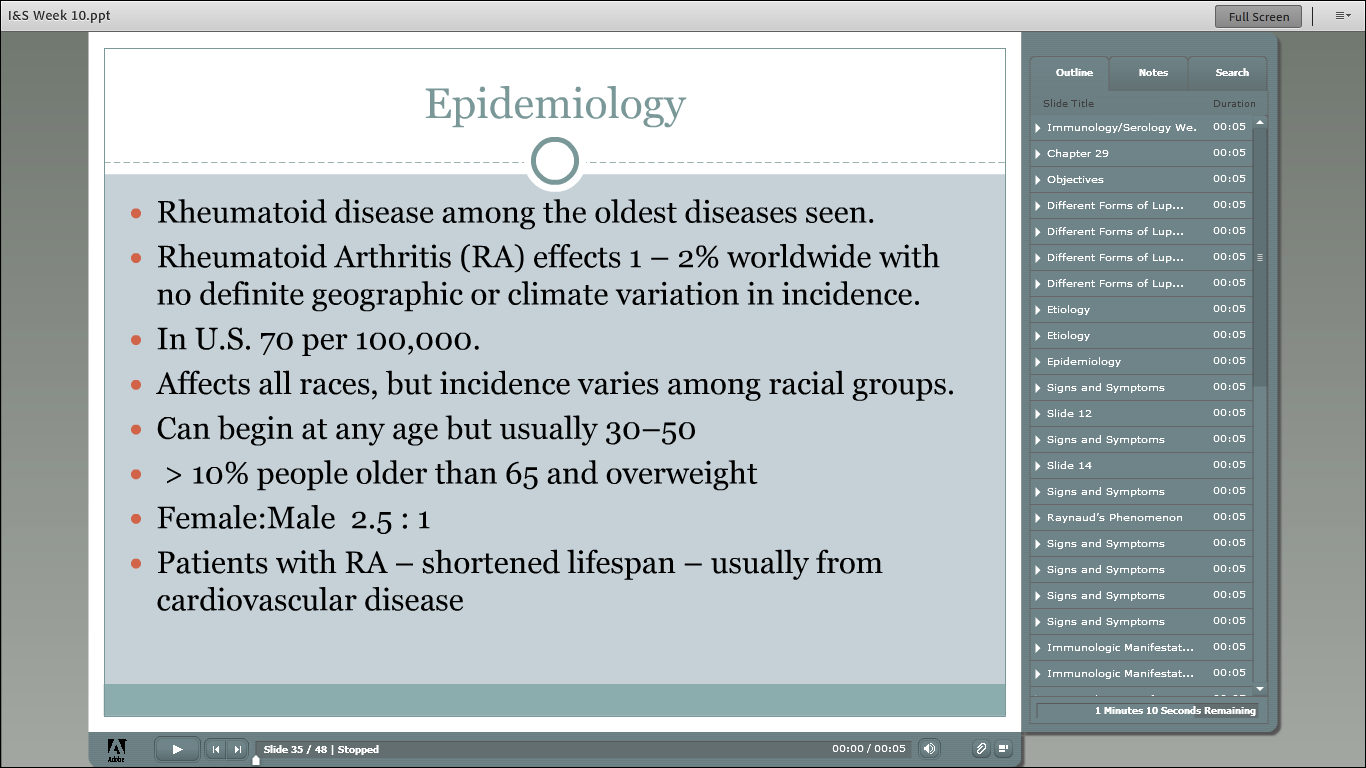 I&S Week 10.ppt
Full Screen
Epidemiology
Rheumatoid disease among the oldest diseases seen.
Rheumatoid Arthritis (RA) effects 1 – 2% worldwide with
no definite geographic or climate variation in incidence.
In U.S. 70 per 100,000.
Affects all races, but incidence varies among racial groups.
Can begin at any age but usually 30–50
> 10% people older than 65 and overweight
Female:Male 2.5 : 1
Patients with RA – shortened lifespan – usually from
cardiovascular disease
Outline Notes Search
Slide Title Duration
Immunology/Serology We. 00:05
Chapter 29 00:05
Objectives 00:05
Different Forms of Lup... 00:05
Different Forms of Lup... 00:05
Different Forms of Lup... 00:05
Different Forms of Lup... 00:05
Etiology 00:05
Etiology 00:05
Epidemiology 00:05
Signs and Symptoms 00:05
Slide 12 00:05
Signs and Symptoms 00:05
Slide 14 00:05
Signs and Symptoms 00:05
Raynaud's Phenomenon 00:05
Signs and Symptoms 00:05
Signs and Symptoms 00:05
Signs and Symptoms 00:05
Signs and Symptoms 00:05
Immunologic Manifestat... 00:05
Immunologic Manifestat... 00:05
1 Minutes 10 Seconds Remaining
Adobe
Slide 35 / 48 | Stopped 00:00 / 00:05